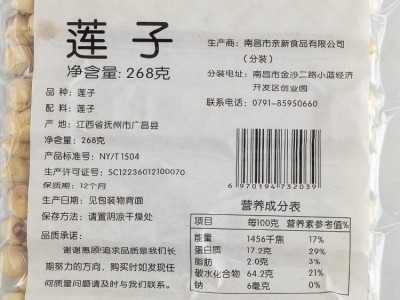 莲子
净含量:268克
品 种: 莲子
配 料: 莲子
产 地: 江西省抚州市广昌县
净含量: 268克
产品标准号: NY/T1504
生产许可证号: SC12236012100070
保质期: 12个月
生产日期: 见包装物背面
保存方法: 请置阴凉干燥处
品质承诺:
谢谢惠顾!追求品质是我们长
期努力的方向、购买时如发现任
何质量问题请及时与我们联系
生产商: 南昌市亲新食品有限公司
(分装)
分装地址: 南昌市金沙二路小蓝经济
开发区创业园
联系电话: 0791-85950660
6970194732039
营养成分表
项目 每100克 营养素参考值%
能量 1456千焦 17%
蛋白质 17.2克 29%
脂肪 2.0克 3%
碳水化合物 64.2克 21%
钠 6毫克 0%